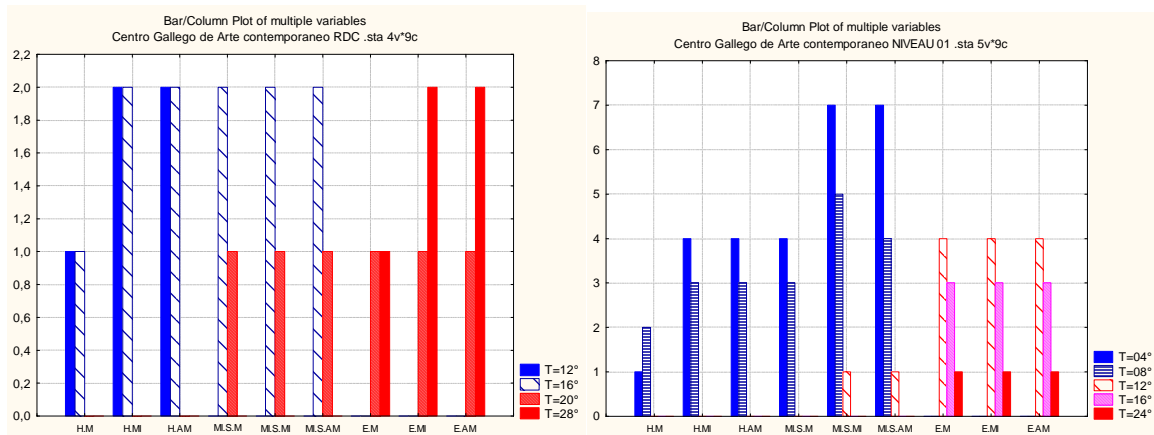 Bar/Column Plot of multiple variables
Centro Gallego de Arte contemporaneo RDC .sta 4v*9c
2,2
2,0
1,8
1,6
1,4
1,2
1,0
0,8
0,6
0,4
0,2
0,0
H.M
H.MI
H.AM
MI.S.M
MI.S.MI
MI.S.AM
E.M
E.MI
E.AM
T=12°
T=16°
T=20°
T=28°
Bar/Column Plot of multiple variables
Centro Gallego de Arte contemporaneo NIVEAU 01 .sta 5v*9c
8
7
6
5
4
3
2
1
0
H.M
H.MI
H.AM
MI.S.M
MI.S.MI
MI.S.AM
E.M
E.MI
E.AM
T=04°
T=08°
T=12°
T=16°
T=24°